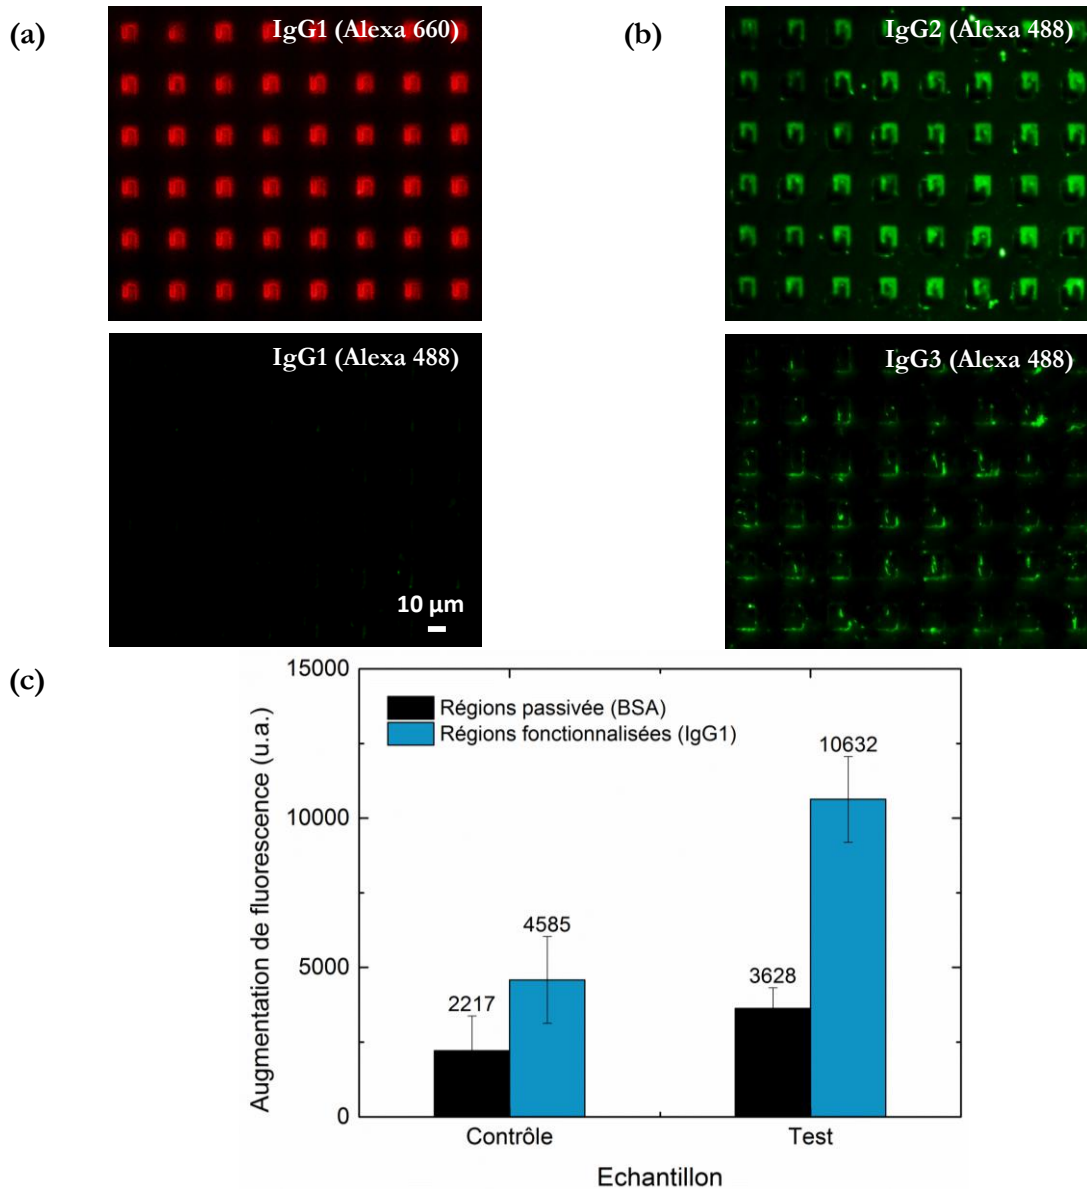 (a)
IgG1 (Alexa 660)
(b)
IgG2 (Alexa 488)
IgG1 (Alexa 488)
10 µm
IgG3 (Alexa 488)
(c)
15000
10000
5000
0
Augmentation de fluorescence (u.a.)
Régions passivée (BSA)
Régions fonctionnalisées (IgG1)
2217
4585
3628
10632
Contrôle
Test
Echantillon